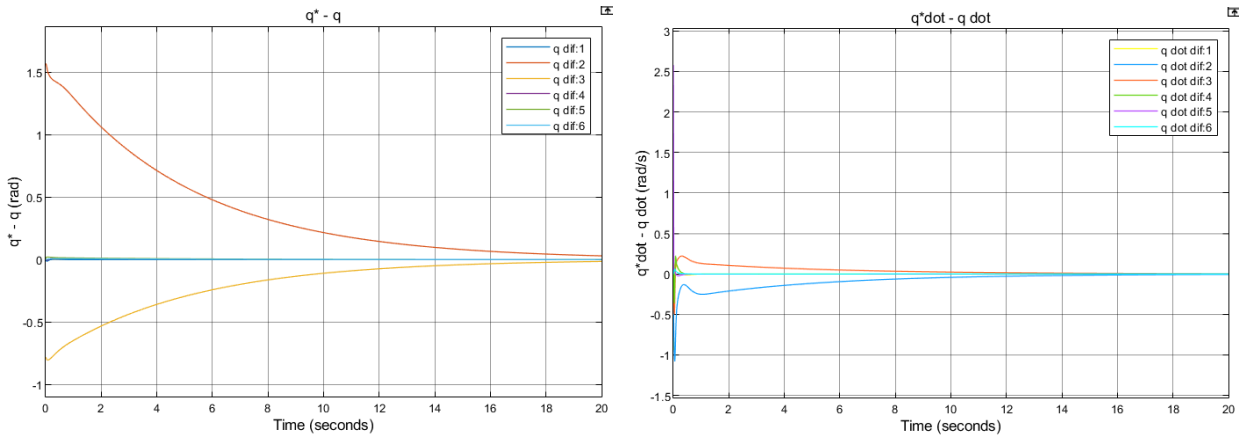 q* - q
q dif:1
q dif:2
q dif:3
q dif:4
q dif:5
q dif:6
1.5
1
0.5
0
-0.5
-1
q* - q (rad)
0 2 4 6 8 10 12 14 16 18 20
Time (seconds)
q*dot - q dot
q dot dif:1
q dot dif:2
q dot dif:3
q dot dif:4
q dot dif:5
q dot dif:6
3
2.5
2
1.5
1
0.5
0
-0.5
-1
-1.5
q*dot - q dot (rad/s)
0 2 4 6 8 10 12 14 16 18 20
Time (seconds)